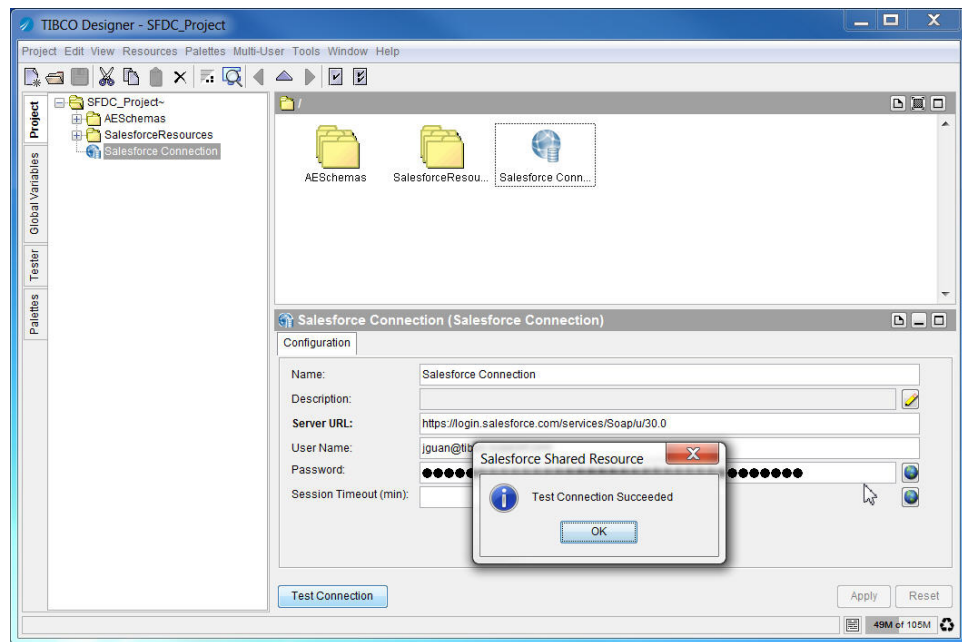 TIBCO Designer - SFDC_Project
Project Edit View Resources Palettes Multi-User Tools Window Help
Project
Global Variables
Tester
Palettes
SFDC_Project~
AESchemas
SalesforceResources
Salesforce Connection
/
AESchemas
SalesforceResou...
Salesforce Conn...
Salesforce Connection (Salesforce Connection)
Configuration
Name: Salesforce Connection
Description:
Server URL: https://login.salesforce.com/services/Soap/u/30.0
User Name: jguan@tib
Password:
Session Timeout (min):
Salesforce Shared Resource
Test Connection Succeeded
OK
Test Connection
Apply
Reset
49M of 105M